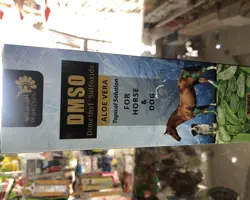 DMSO
Dimethyl Sulfoxide
ALOE VERA
Topical Solution
FOR
HORSE
&
DOG